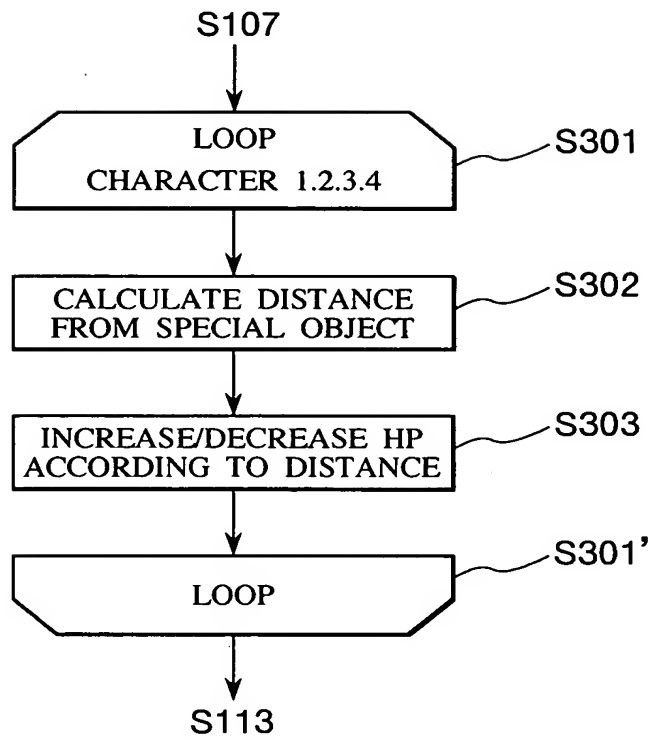 S107
LOOP
CHARACTER 1.2.3.4
S301
CALCULATE DISTANCE
FROM SPECIAL OBJECT
S302
INCREASE/DECREASE HP
ACCORDING TO DISTANCE
S303
LOOP
S301'
S113